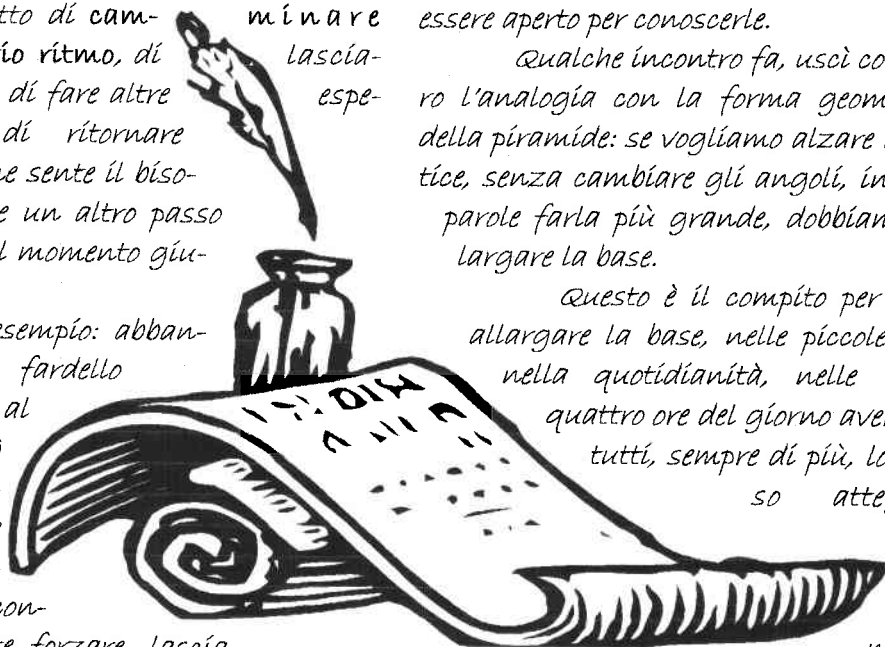 tto di cam- minare
io ritmo, di lascia-
di fare altre espe-
di ritornare
sente il biso-
e un altro passo
momento giu-
esempio: abban-
fardello
al
on-
forzare, lascia
essere aperto per conoscerle.
Qualche incontro fa, uscì co
ro l'analogia con la forma geom
della piramide: se vogliamo alzare
tice, senza cambiare gli angoli, in
parole farla più grande, dobbiam
largare la base.
Questo è il compito per
allargare la base, nelle piccole
nella quotidianità, nelle
quattro ore del giorno aver
tutti, sempre di più, lo
so atte